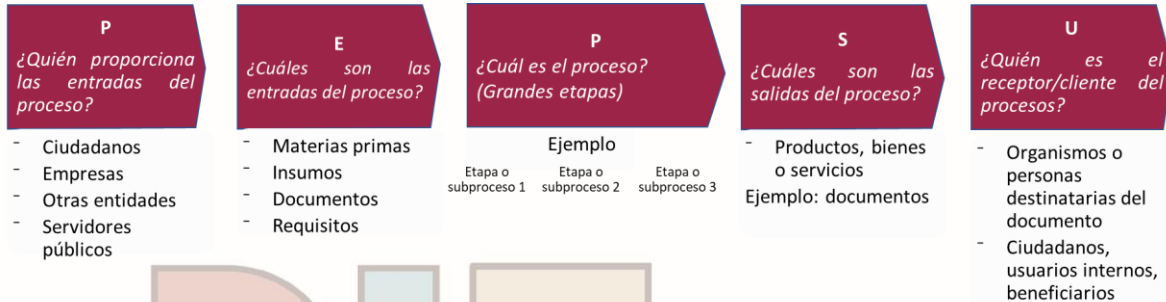 P
¿Quién proporciona
las entradas del
proceso?
- Ciudadanos
- Empresas
- Otras entidades
- Servidores
públicos
E
¿Cuáles son las
entradas del proceso?
- Materias primas
- Insumos
- Documentos
- Requisitos
P
¿Cuál es el proceso?
(Grandes etapas)
Ejemplo
Etapa o
subproceso 1
Etapa o
subproceso 2
Etapa o
subproceso 3
S
¿Cuáles son las
salidas del proceso?
- Productos, bienes
o servicios
Ejemplo: documentos
U
¿Quién es el
receptor/cliente del
procesos?
- Organismos o
personas
destinatarias del
documento
- Ciudadanos,
usuarios internos,
beneficiarios